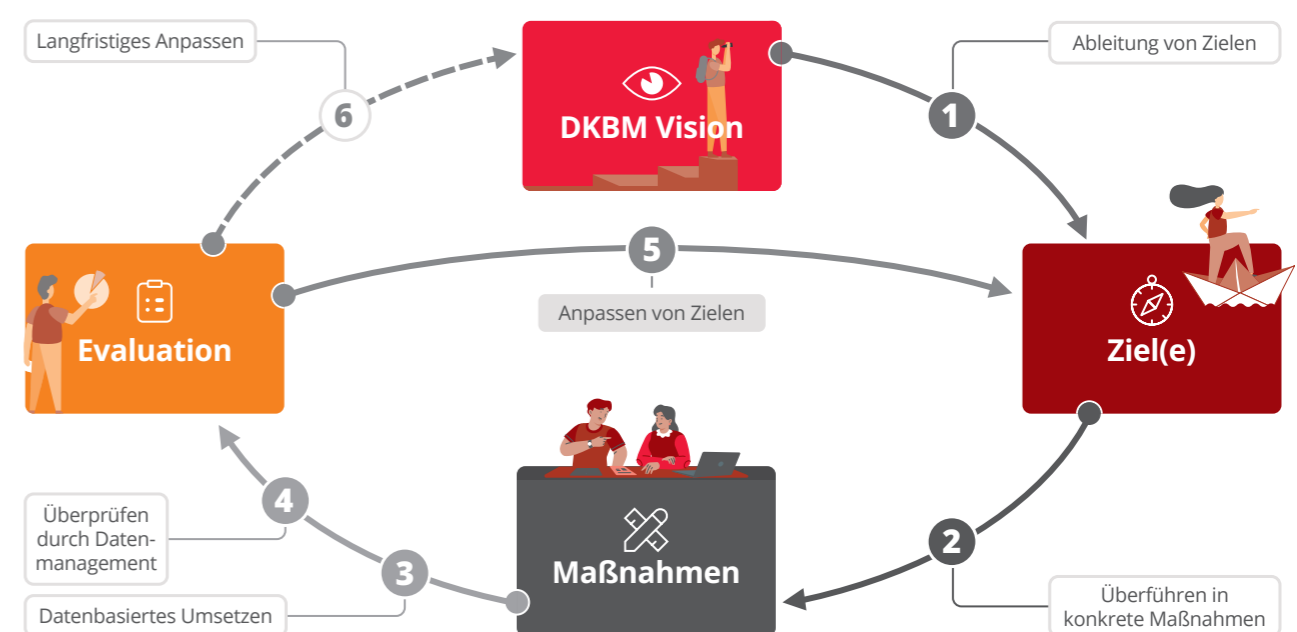 Langfristiges Anpassen
6
DKBM Vision
1
Ableitung von Zielen
5
Anpassen von Zielen
Evaluation
Ziel(e)
4
Überprüfen
durch Daten-
management
3
Datenbasiertes Umsetzen
Maßnahmen
2
Überführen in
konkrete Maßnahmen